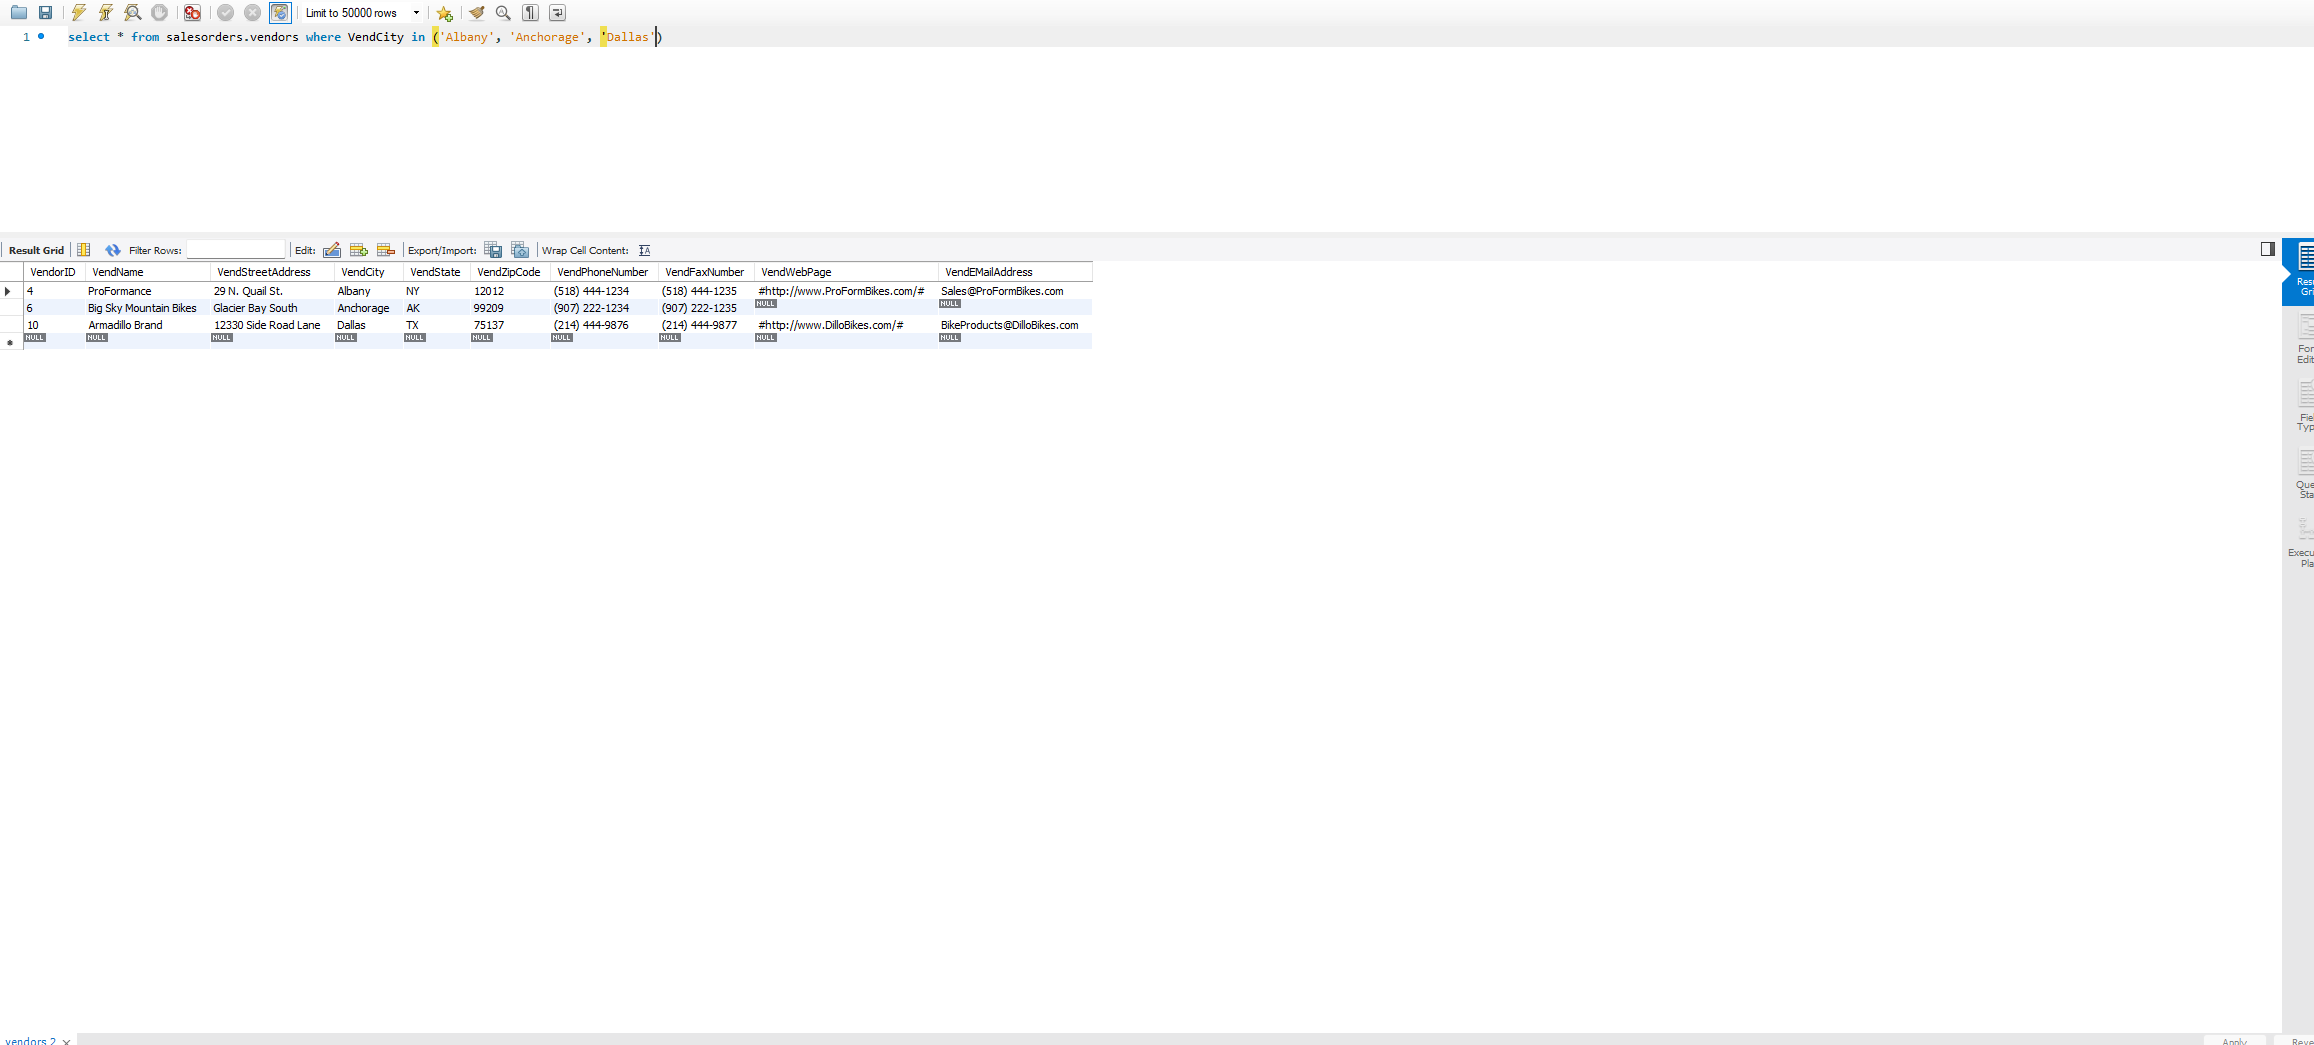 Limit to 50000 rows
1 select * from salesorders.vendors where VendCity in ('Albany', 'Anchorage', 'Dallas')
Result Grid Filter Rows: Edit: Export/Import: Wrap Cell Content:
VendorID VendName VendStreetAddress VendCity VendState VendZipCode VendPhoneNumber VendFaxNumber VendWebPage VendEMailAddress
4 ProFormance 29 N. Quail St. Albany NY 12012 (518) 444-1234 (518) 444-1235 #http://www.ProFormBikes.com/# Sales@ProFormBikes.com
6 Big Sky Mountain Bikes Glacier Bay South Anchorage AK 99209 (907) 222-1234 (907) 222-1235 NULL NULL
10 Armadillo Brand 12330 Side Road Lane Dallas TX 75137 (214) 444-9876 (214) 444-9877 #http://www.DilloBikes.com/# BikeProducts@DilloBikes.com
NULL NULL NULL NULL NULL NULL NULL NULL NULL NULL
Resu
Gri
For
Edit
Fiel
Typ
Que
Sta
Execu
Pla
vendors 2
Apply Reve